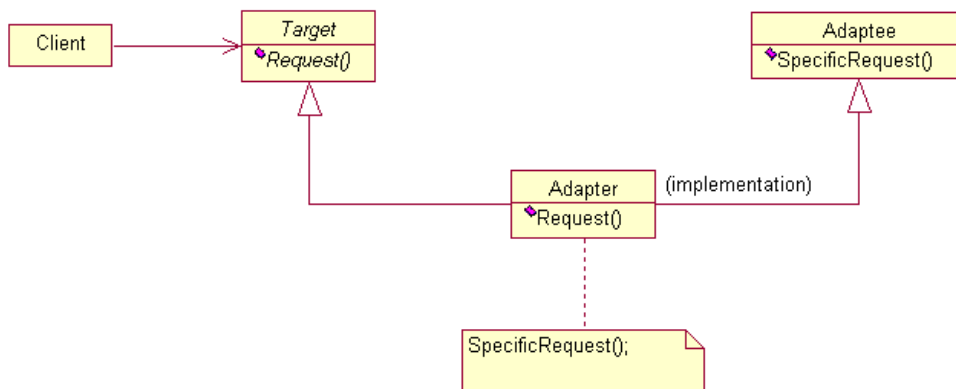 Client
Target
Request()
Adaptee
SpecificRequest()
Adapter
Request()
(implementation)
SpecificRequest();